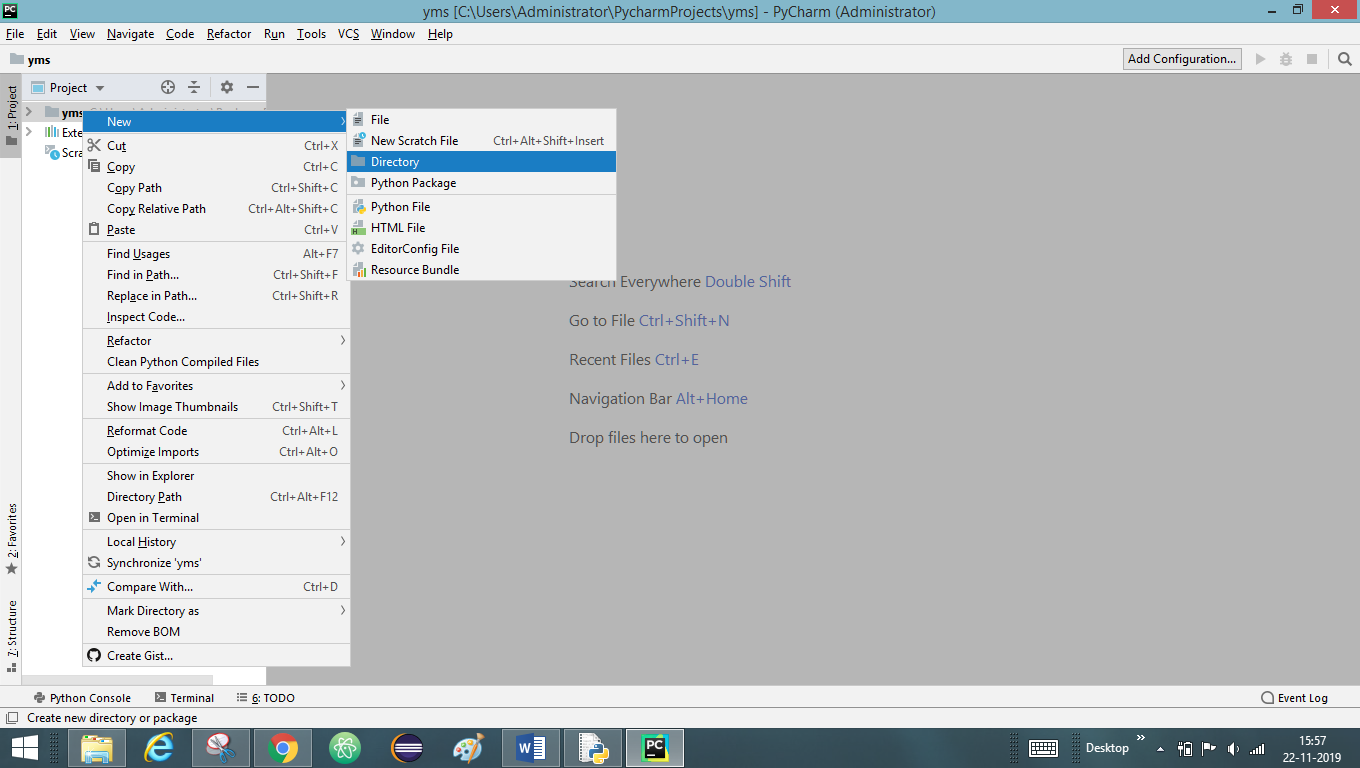 yms [C:\Users\Administrator\PycharmProjects\yms] - PyCharm (Administrator)
File Edit View Navigate Code Refactor Run Tools VCS Window Help
yms
Add Configuration...
1: Project
Project
yms
New
Cut Ctrl+X
Copy Ctrl+C
Copy Path Ctrl+Shift+C
Copy Relative Path Ctrl+Alt+Shift+C
Paste Ctrl+V
Find Usages Alt+F7
Find in Path... Ctrl+Shift+F
Replace in Path... Ctrl+Shift+R
Inspect Code...
Refactor
Clean Python Compiled Files
Add to Favorites
Show Image Thumbnails Ctrl+Shift+T
Reformat Code Ctrl+Alt+L
Optimize Imports Ctrl+Alt+O
Show in Explorer
Directory Path Ctrl+Alt+F12
Open in Terminal
Local History
Synchronize 'yms'
Compare With... Ctrl+D
Mark Directory as
Remove BOM
Create Gist...
File
New Scratch File Ctrl+Alt+Shift+Insert
Directory
Python Package
Python File
HTML File
EditorConfig File
Resource Bundle
Search Everywhere Double Shift
Go to File Ctrl+Shift+N
Recent Files Ctrl+E
Navigation Bar Alt+Home
Drop files here to open
2: Favorites
7: Structure
Python Console Terminal 6: TODO Event Log
Create new directory or package
Desktop
15:57
22-11-2019